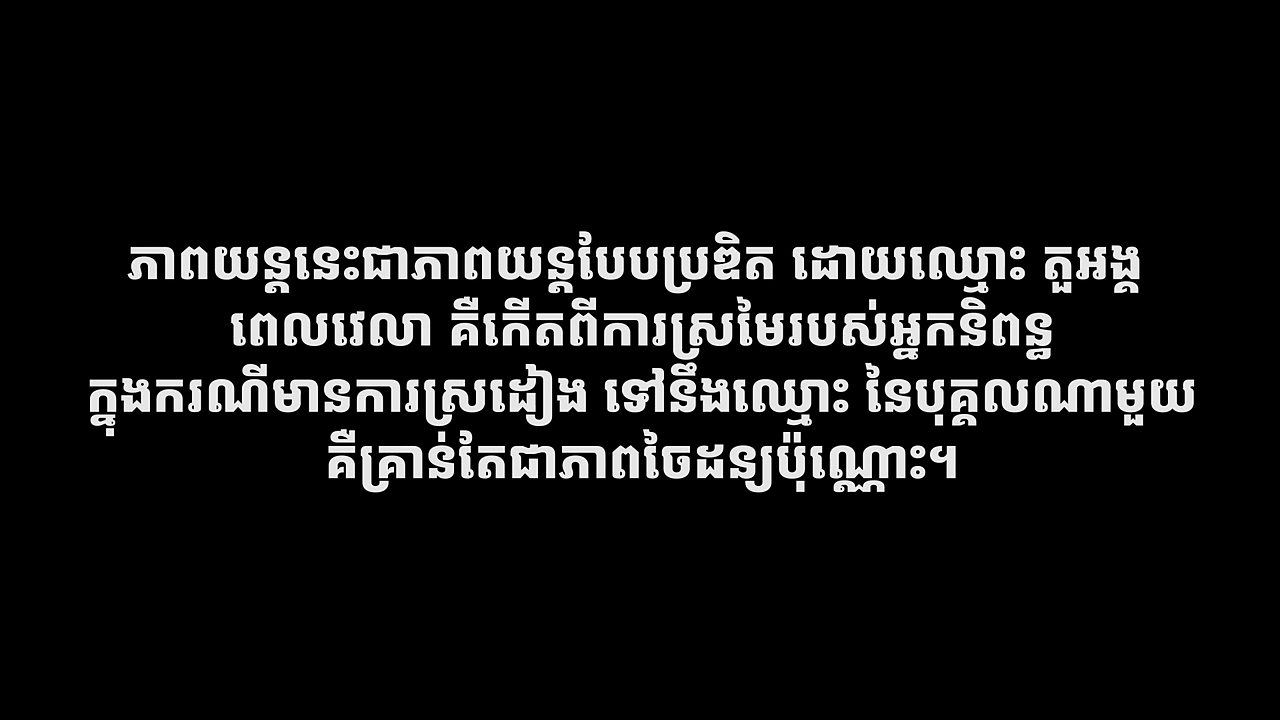 ភាពយន្តនេះជាភាពយន្តបែបប្រឌិត ដោយឈ្មោះ តួអង្គ
ពេលវេលា គឺកើតពីការស្រមៃរបស់អ្នកនិពន្ធ
ក្នុងករណីមានការស្រដៀង ទៅនឹងឈ្មោះ នៃបុគ្គលណាមួយ
គឺគ្រាន់តែជាភាពចៃដន្យប៉ុណ្ណោះ។